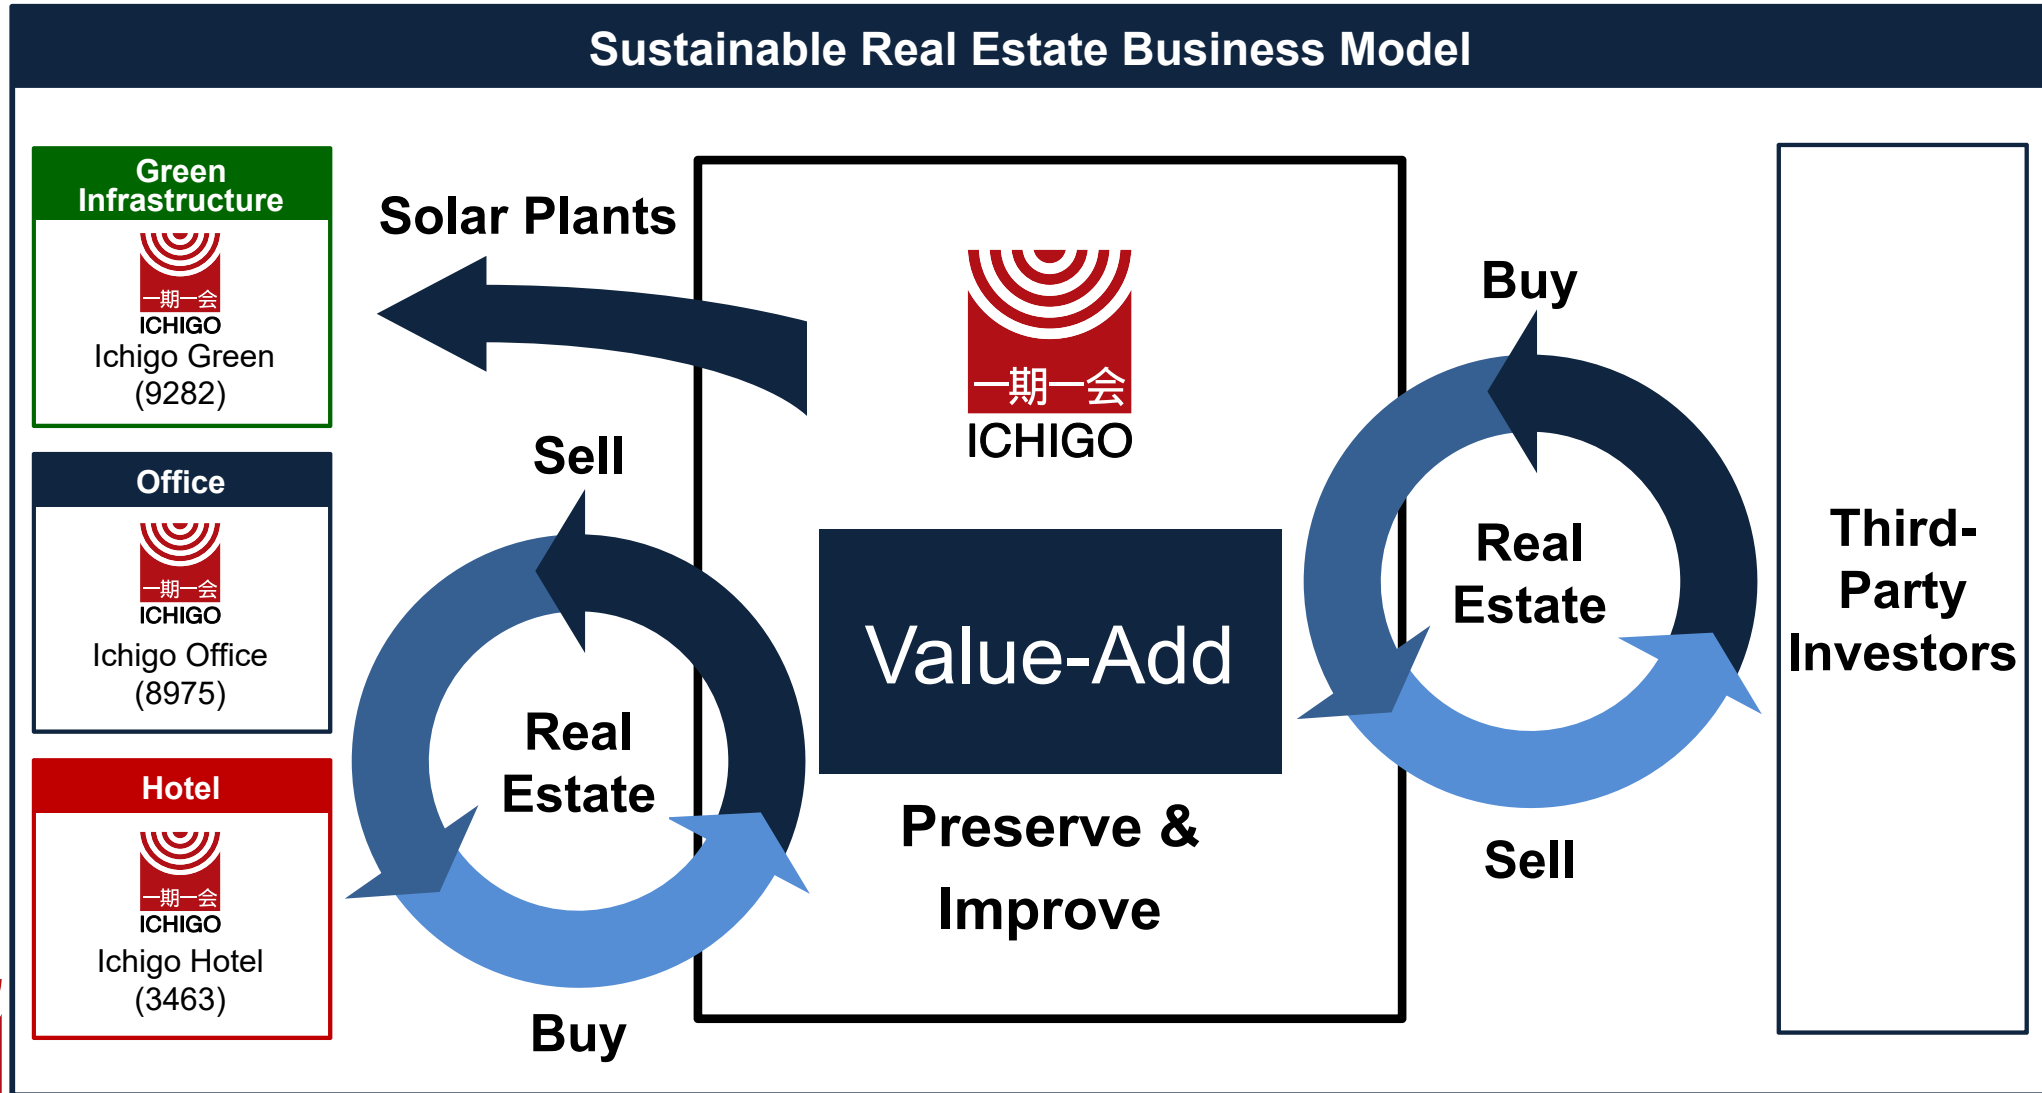 Sustainable Real Estate Business Model
Green
Infrastructure
一期一会
ICHIGO
Ichigo Green
(9282)
Office
一期一会
ICHIGO
Ichigo Office
(8975)
Hotel
一期一会
ICHIGO
Ichigo Hotel
(3463)
Solar Plants
Sell
Real
Estate
Buy
一期一会
ICHIGO
Value-Add
Preserve &
Improve
Buy
Real
Estate
Sell
Third-
Party
Investors